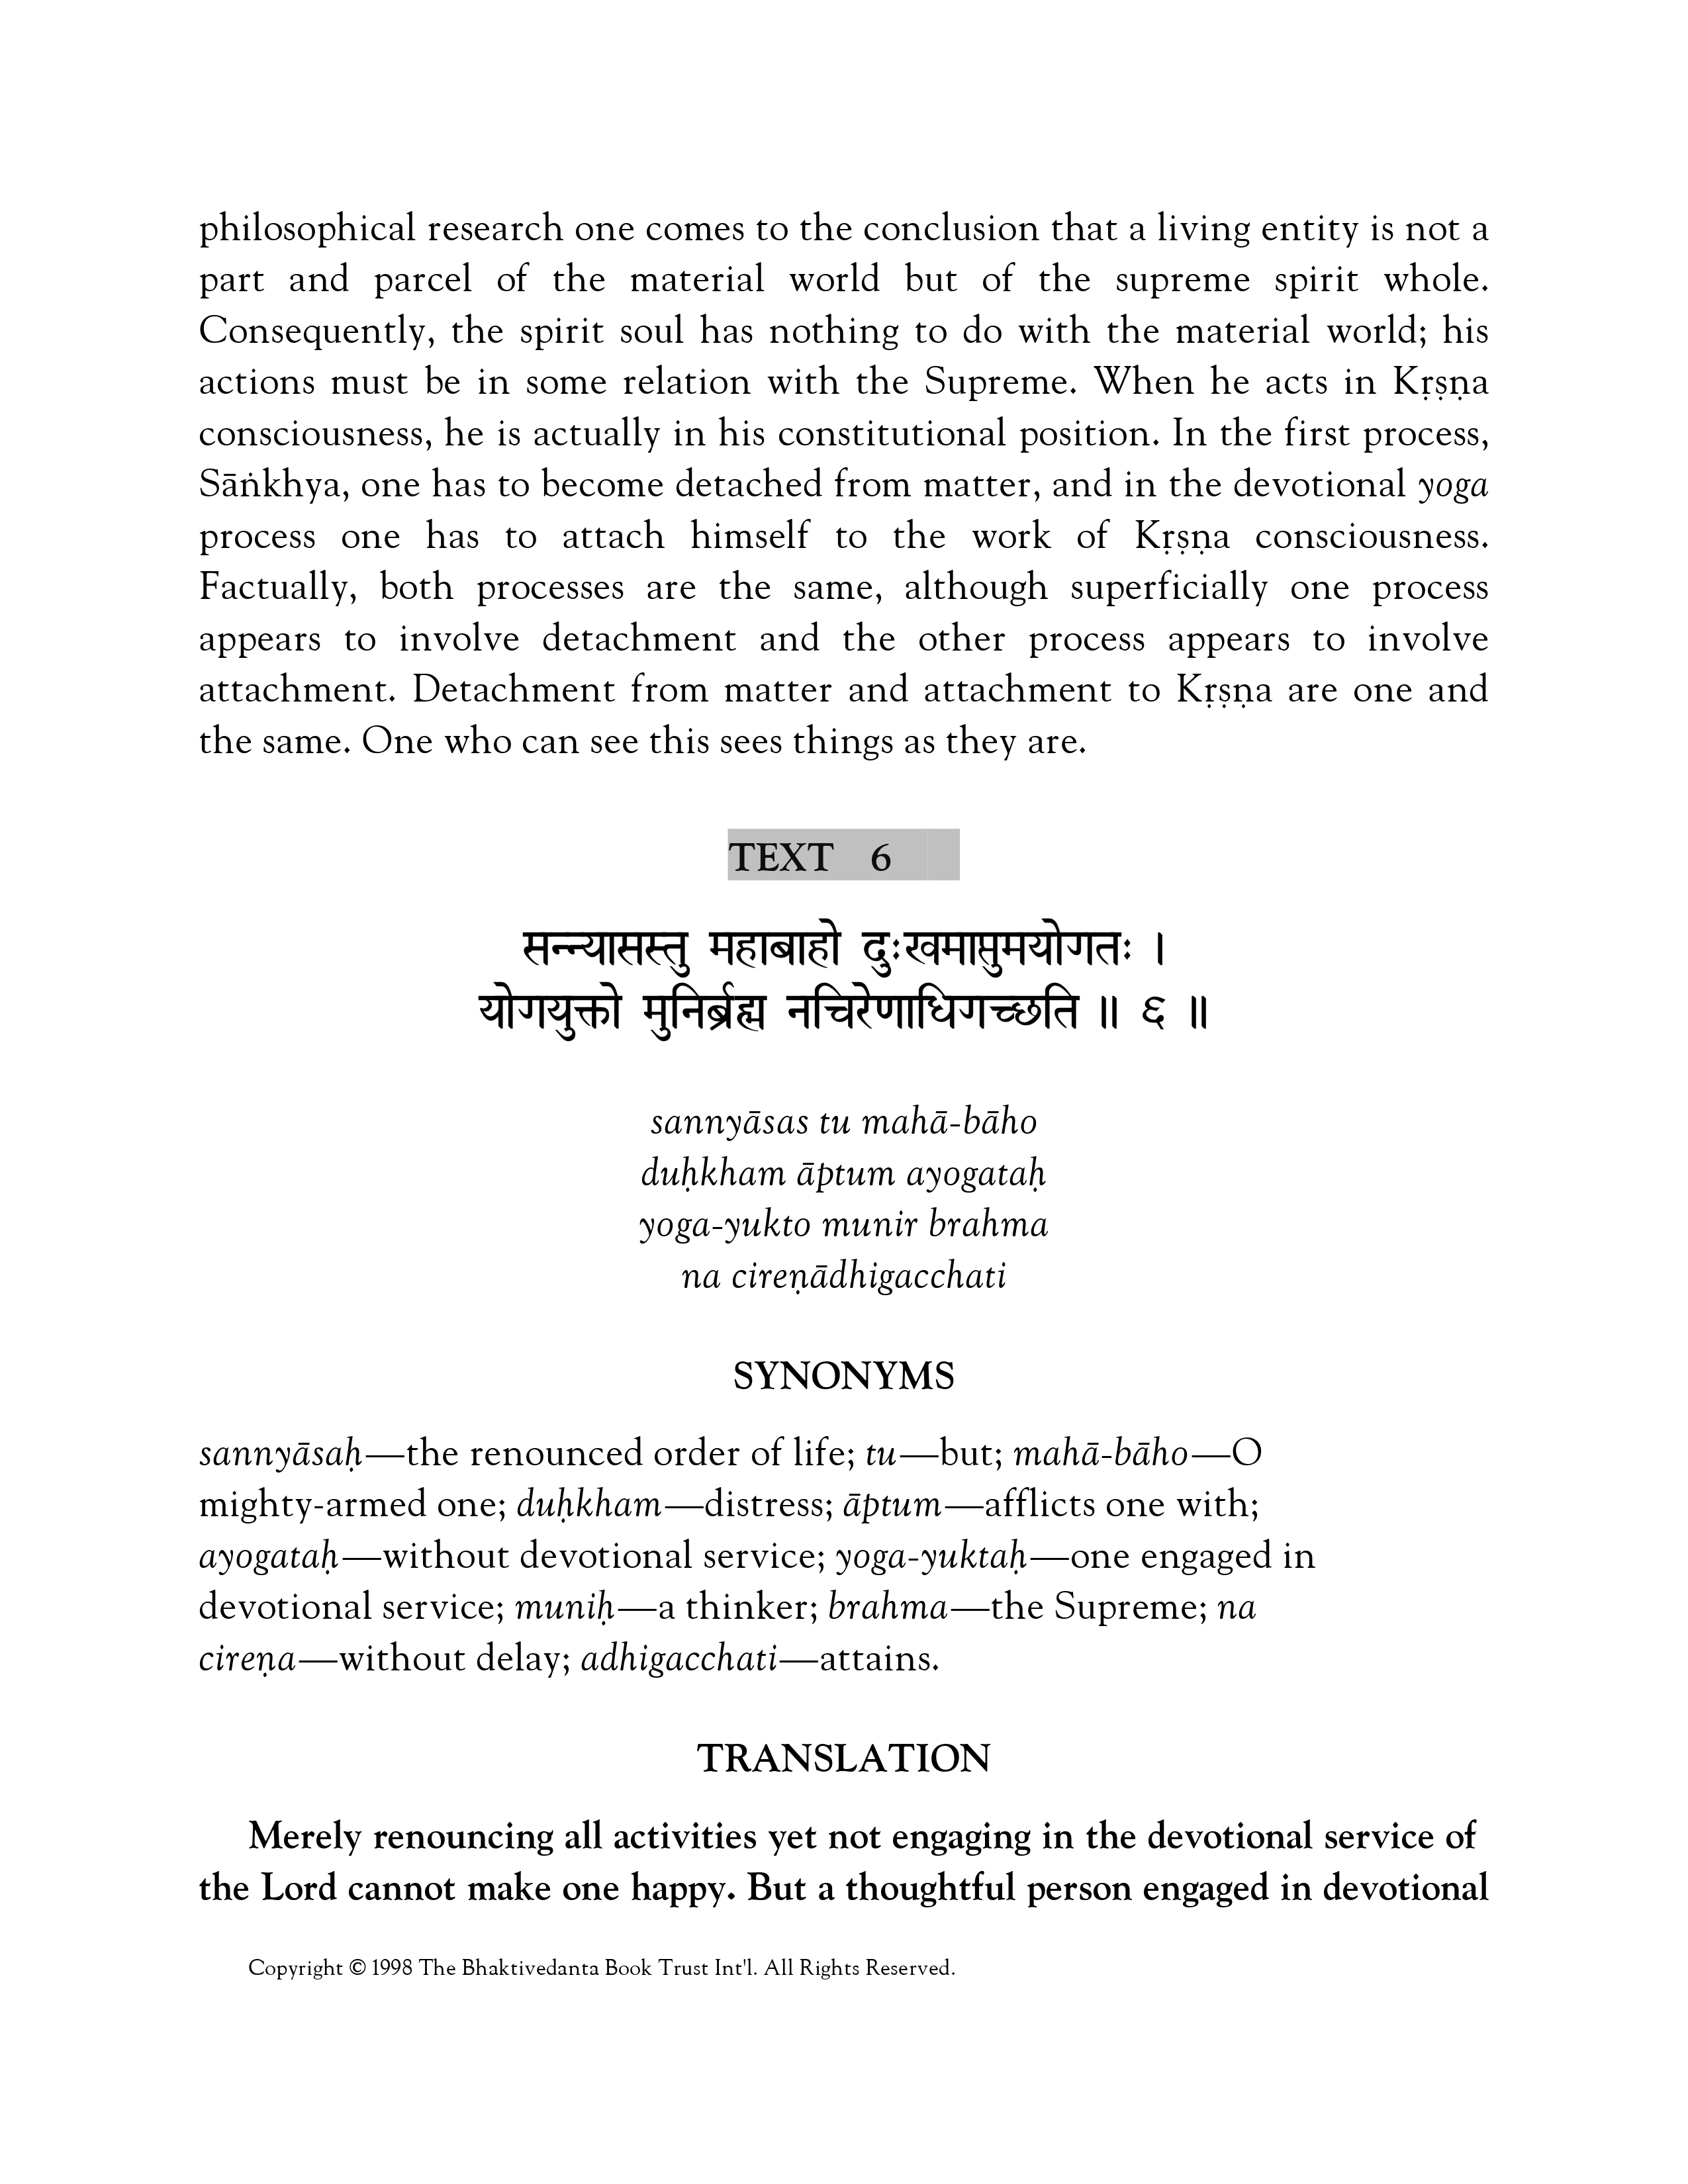 philosophical research one comes to the conclusion that a living entity is not a
part and parcel of the material world but of the supreme spirit whole.
Consequently, the spirit soul has nothing to do with the material world; his
actions must be in some relation with the Supreme. When he acts in Kṛṣṇa
consciousness, he is actually in his constitutional position. In the first process,
Sāṅkhya, one has to become detached from matter, and in the devotional yoga
process one has to attach himself to the work of Kṛṣṇa consciousness.
Factually, both processes are the same, although superficially one process
appears to involve detachment and the other process appears to involve
attachment. Detachment from matter and attachment to Kṛṣṇa are one and
the same. One who can see this sees things as they are.
TEXT 6
सन्न्यासस्तु महाबाहो दुःखमाप्तुमयोगतः ।
योगयुक्तो मुनिर्ब्रह्म नचिरेणाधिगच्छति ॥ ६ ॥
sannyāsas tu mahā-bāho
duḥkham āptum ayogataḥ
yoga-yukto munir brahma
na cireṇādhigacchati
SYNONYMS
sannyāsaḥ—the renounced order of life; tu—but; mahā-bāho—O
mighty-armed one; duḥkham—distress; āptum—afflicts one with;
ayogataḥ—without devotional service; yoga-yuktaḥ—one engaged in
devotional service; muniḥ—a thinker; brahma—the Supreme; na
cireṇa—without delay; adhigacchati—attains.
TRANSLATION
Merely renouncing all activities yet not engaging in the devotional service of
the Lord cannot make one happy. But a thoughtful person engaged in devotional
Copyright © 1998 The Bhaktivedanta Book Trust Int'l. All Rights Reserved.